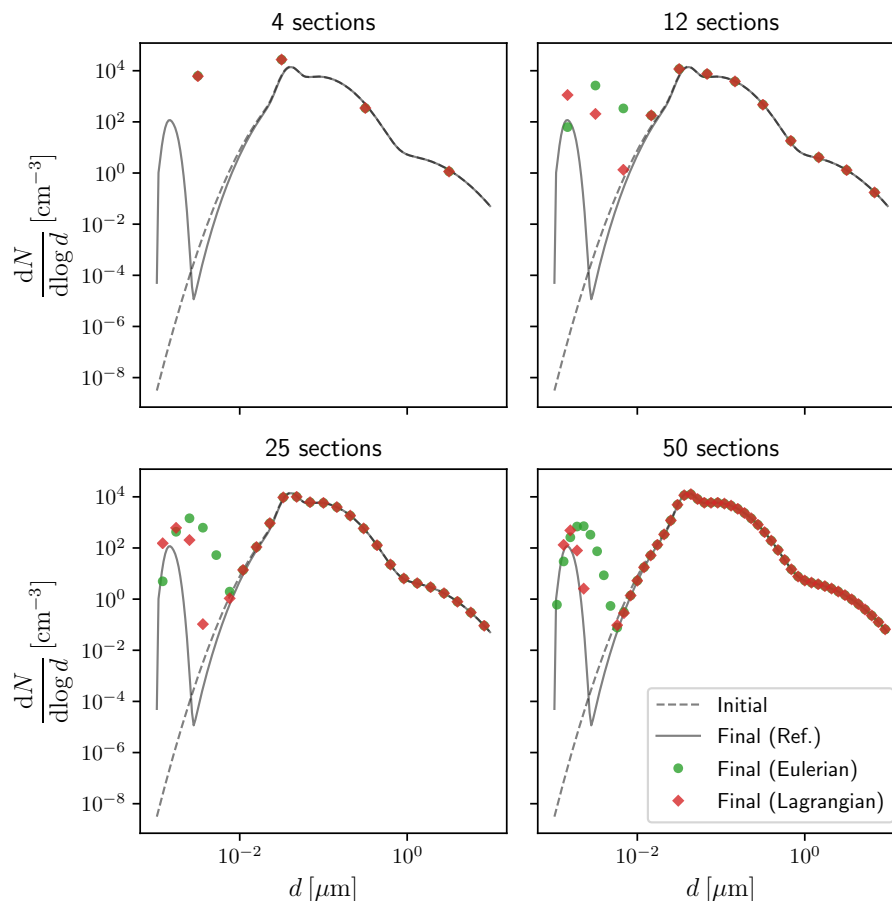 4 sections
12 sections
10^4
10^2
10^0
10^−2
10^−4
10^−6
10^−8
dN/dlog d [cm^−3]
25 sections
50 sections
10^4
10^2
10^0
10^−2
10^−4
10^−6
10^−8
dN/dlog d [cm^−3]
10^−2
10^0
10^−2
10^0
d [μm]
d [μm]
Initial
Final (Ref.)
Final (Eulerian)
Final (Lagrangian)